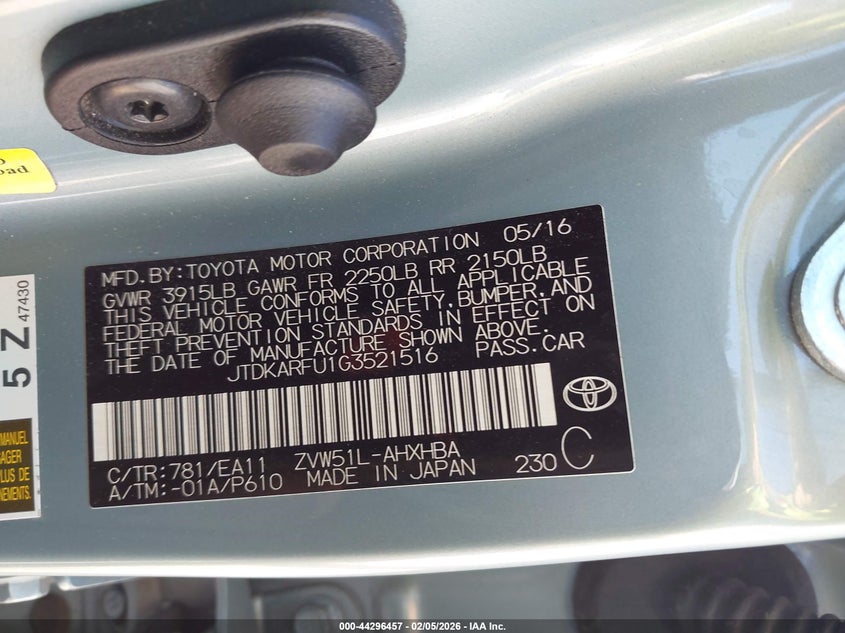 MFD.BY:TOYOTA MOTOR CORPORATION 05/16
GVWR 3915LB GAWR FR 2250LB RR 2150LB
THIS VEHICLE CONFORMS TO ALL APPLICABLE
FEDERAL MOTOR VEHICLE SAFETY,BUMPER,AND
THEFT PREVENTION STANDARDS IN EFFECT ON
THE DATE OF MANUFACTURE SHOWN ABOVE.
JTDKARFU1G3521516 PASS.CAR
C/TR:781/EA11 ZVW51L-AHXHBA
A/TM:-01A/P610 MADE IN JAPAN 230 C
5 Z 47430
MANUEL
PLUS DE
000-44296457 - 02/05/2026 - IAA Inc.